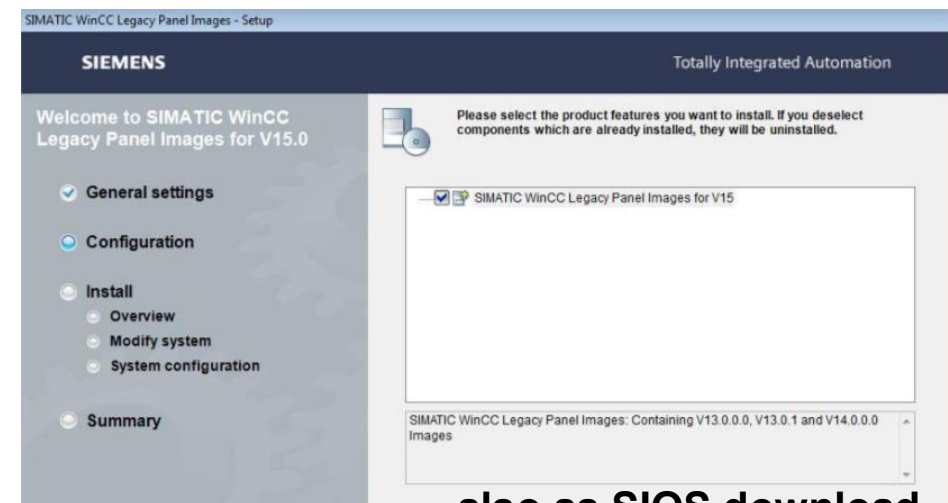 SIMATIC WinCC Legacy Panel Images - Setup
SIEMENS
Totally Integrated Automation
Welcome to SIMATIC WinCC
Legacy Panel Images for V15.0
General settings
Configuration
Install
Overview
Modify system
System configuration
Summary
Please select the product features you want to install. If you deselect
components which are already installed, they will be uninstalled.
SIMATIC WinCC Legacy Panel Images for V15
SIMATIC WinCC Legacy Panel Images: Containing V13.0.0.0, V13.0.1 and V14.0.0.0
Images
also as SIOS download